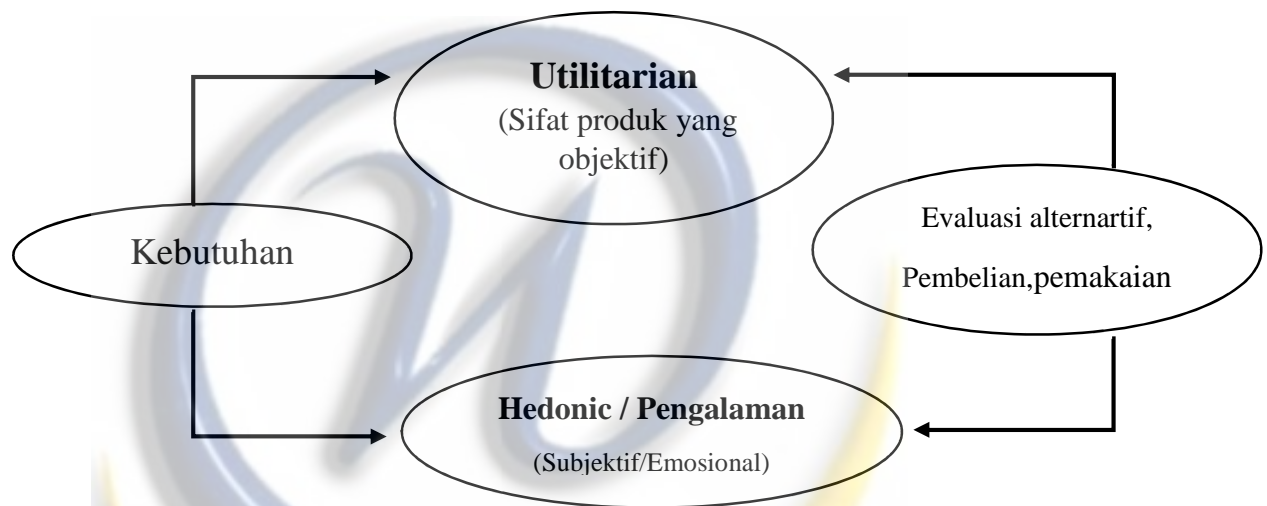 Utilitarian
(Sifat produk yang
objektif)
Kebutuhan
Evaluasi alternartif,
Pembelian,pemakaian
Hedonic / Pengalaman
(Subjektif/Emosional)